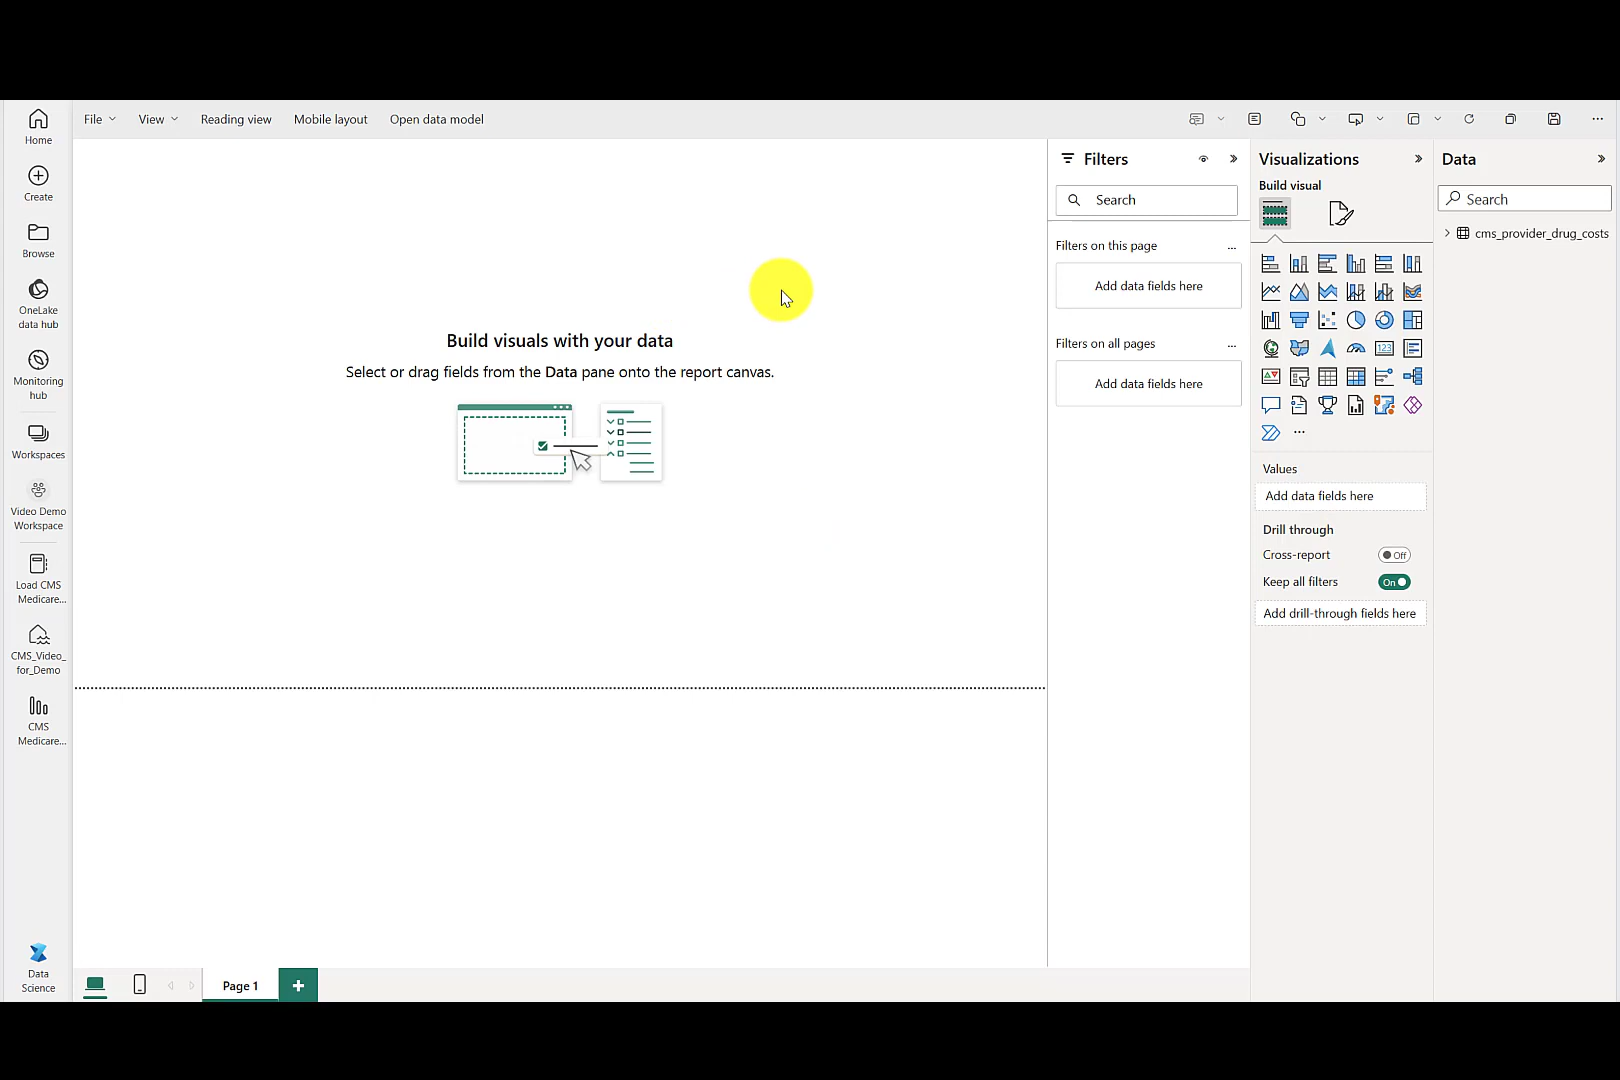 File
View
Reading view
Mobile layout
Open data model
Home
Create
Browse
OneLake
data hub
Monitoring
hub
Workspaces
Video Demo
Workspace
Load CMS
Medicare...
CMS_Video_
for_Demo
CMS
Medicare...
Data
Science
Build visuals with your data
Select or drag fields from the Data pane onto the report canvas.
Page 1
+
Filters
Search
Filters on this page
...
Add data fields here
Filters on all pages
...
Add data fields here
Visualizations
Build visual
123
...
Values
Add data fields here
Drill through
Cross-report
Off
Keep all filters
On
Add drill-through fields here
Data
Search
cms_provider_drug_costs